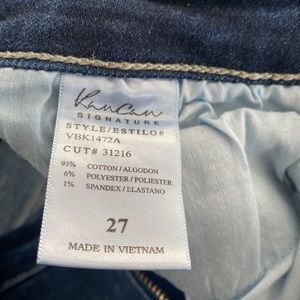 KanCan
SIGNATURE
STYLE/ESTILO#
VBK1472A
CUT# 31216
93% COTTON / ALGODON
6% POLYESTER / POLIESTER
1% SPANDEX / ELASTANO
27
MADE IN VIETNAM